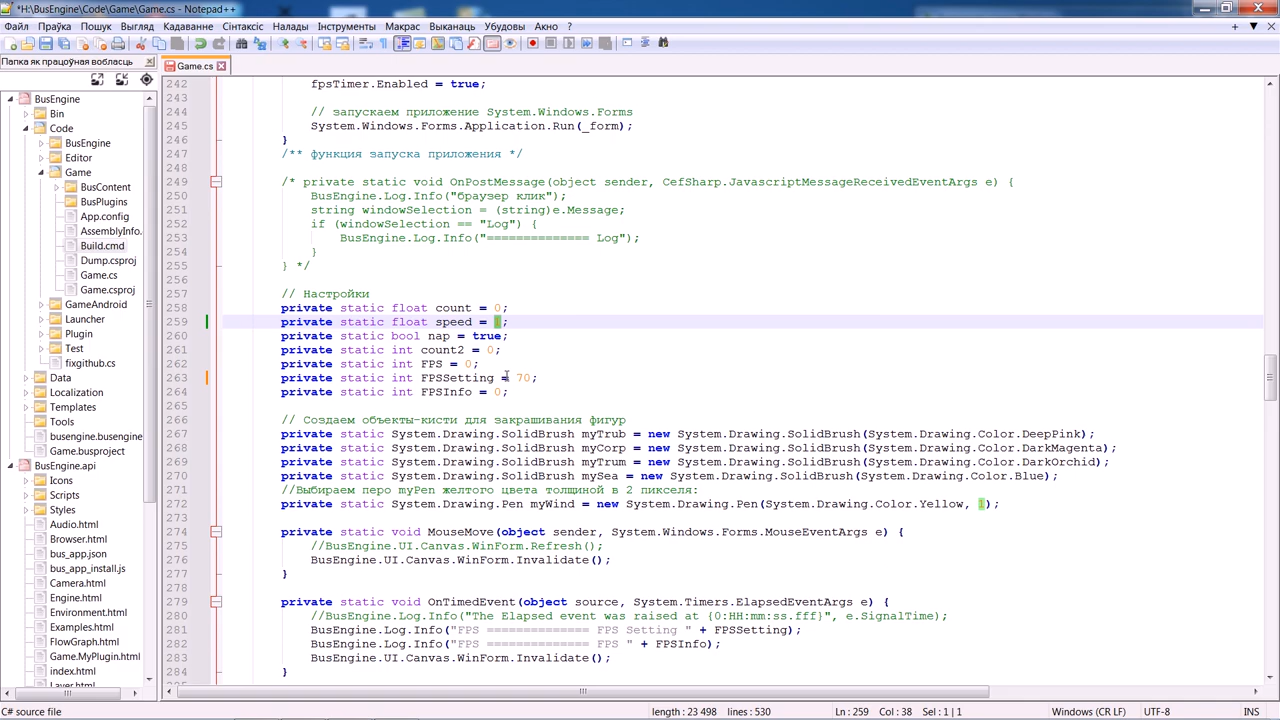 *H:\BusEngine\Code\Game\Game.cs - Notepad++
Файл Праўка Пошук Выгляд Кадаванне Сінтаксіс Налады Інструменты Макрас Выканаць Убудовы Акно ?
Папка як працоўная вобласць
Game.cs
BusEngine
Bin
Code
BusEngine
Editor
Game
BusContent
BusPlugins
App.config
AssemblyInfo.
Build.cmd
Dump.csproj
Game.cs
Game.csproj
GameAndroid
Launcher
Plugin
Test
fixgithub.cs
Data
Localization
Templates
Tools
busengine.busengine
Game.busproject
BusEngine.api
Icons
Scripts
Styles
Audio.html
Browser.html
bus_app.json
bus_app_install.js
Camera.html
Engine.html
Environment.html
Examples.html
FlowGraph.html
Game.MyPlugin.html
index.html
Layer.html
242 fpsTimer.Enabled = true;
243
244 // запускаем приложение System.Windows.Forms
245 System.Windows.Forms.Application.Run(_form);
246 }
247 /** функция запуска приложения */
248
249 /* private static void OnPostMessage(object sender, CefSharp.JavascriptMessageReceivedEventArgs e) {
250 BusEngine.Log.Info("браузер клик");
251 string windowSelection = (string)e.Message;
252 if (windowSelection == "Log") {
253 BusEngine.Log.Info("============== Log");
254 }
255 } */
256
257 // Настройки
258 private static float count = 0;
259 private static float speed = 1;
260 private static bool nap = true;
261 private static int count2 = 0;
262 private static int FPS = 0;
263 private static int FPSSetting = 70;
264 private static int FPSInfo = 0;
265
266 // Создаем объекты-кисти для закрашивания фигур
267 private static System.Drawing.SolidBrush myTrub = new System.Drawing.SolidBrush(System.Drawing.Color.DeepPink);
268 private static System.Drawing.SolidBrush myCorp = new System.Drawing.SolidBrush(System.Drawing.Color.DarkMagenta);
269 private static System.Drawing.SolidBrush myTrum = new System.Drawing.SolidBrush(System.Drawing.Color.DarkOrchid);
270 private static System.Drawing.SolidBrush mySea = new System.Drawing.SolidBrush(System.Drawing.Color.Blue);
271 //Выбираем перо myPen желтого цвета толщиной в 2 пикселя:
272 private static System.Drawing.Pen myWind = new System.Drawing.Pen(System.Drawing.Color.Yellow, 1);
273
274 private static void MouseMove(object sender, System.Windows.Forms.MouseEventArgs e) {
275 //BusEngine.UI.Canvas.WinForm.Refresh();
276 BusEngine.UI.Canvas.WinForm.Invalidate();
277 }
278
279 private static void OnTimedEvent(object source, System.Timers.ElapsedEventArgs e) {
280 //BusEngine.Log.Info("The Elapsed event was raised at {0:HH:mm:ss.fff}", e.SignalTime);
281 BusEngine.Log.Info("FPS ============== FPS Setting " + FPSSetting);
282 BusEngine.Log.Info("FPS ============== FPS " + FPSInfo);
283 BusEngine.UI.Canvas.WinForm.Invalidate();
284 }
C# source file length : 23 498 lines : 530 Ln : 259 Col : 38 Sel : 1 | 1 Windows (CR LF) UTF-8 INS